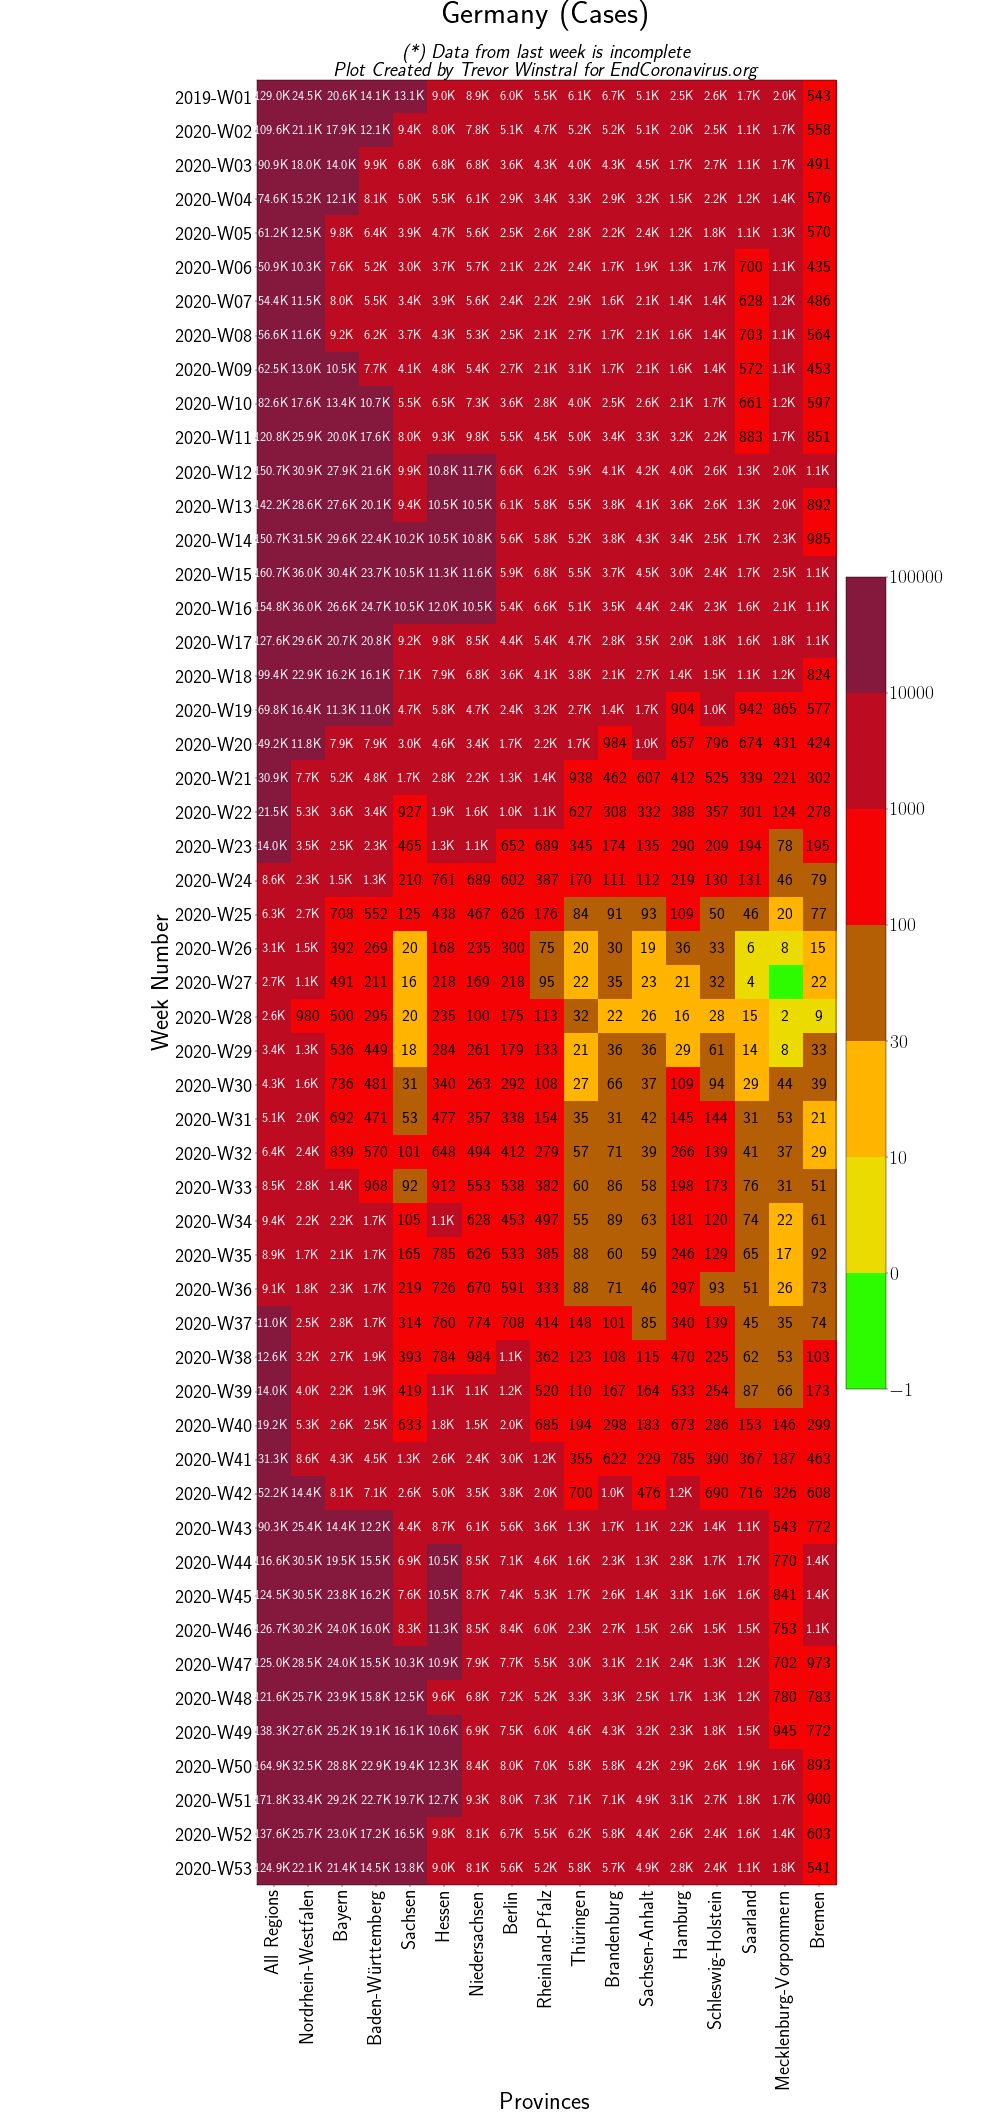 Germany (Cases)
(*) Data from last week is incomplete
Plot Created by Trevor Winstral for EndCoronavirus.org
2019-W01 129.0K 24.5K 20.6K 14.1K 13.1K 9.0K 8.9K 6.0K 5.5K 6.1K 6.7K 5.1K 2.5K 2.6K 1.7K 2.0K 543
2020-W02 109.6K 21.1K 17.9K 12.1K 9.4K 8.0K 7.8K 5.1K 4.7K 5.2K 5.2K 5.1K 2.0K 2.5K 1.1K 1.7K 558
2020-W03 90.9K 18.0K 14.0K 9.9K 6.8K 6.8K 6.8K 3.6K 4.3K 4.0K 4.3K 4.5K 1.7K 2.7K 1.1K 1.7K 491
2020-W04 74.6K 15.2K 12.1K 8.1K 5.0K 5.5K 6.1K 2.9K 3.4K 3.3K 2.9K 3.2K 1.5K 2.2K 1.2K 1.4K 576
2020-W05 61.2K 12.5K 9.8K 6.4K 3.9K 4.7K 5.6K 2.5K 2.6K 2.8K 2.2K 2.4K 1.2K 1.8K 1.1K 1.3K 570
2020-W06 50.9K 10.3K 7.6K 5.2K 3.0K 3.7K 5.7K 2.1K 2.2K 2.4K 1.7K 1.9K 1.3K 1.7K 700 1.1K 435
2020-W07 54.4K 11.5K 8.0K 5.5K 3.4K 3.9K 5.6K 2.4K 2.2K 2.9K 1.6K 2.1K 1.4K 1.4K 628 1.2K 486
2020-W08 56.6K 11.6K 9.2K 6.2K 3.7K 4.3K 5.3K 2.5K 2.1K 2.7K 1.7K 2.1K 1.6K 1.4K 703 1.1K 564
2020-W09 62.5K 13.0K 10.5K 7.7K 4.1K 4.8K 5.4K 2.7K 2.1K 3.1K 1.7K 2.1K 1.6K 1.4K 572 1.1K 453
2020-W10 82.6K 17.6K 13.4K 10.7K 5.5K 6.5K 7.3K 3.6K 2.8K 4.0K 2.5K 2.6K 2.1K 1.7K 661 1.2K 597
2020-W11 120.8K 25.9K 20.0K 17.6K 8.0K 9.3K 9.8K 5.5K 4.5K 5.0K 3.4K 3.3K 3.2K 2.2K 883 1.7K 851
2020-W12 150.7K 30.9K 27.9K 21.6K 9.9K 10.8K 11.7K 6.6K 6.2K 5.9K 4.1K 4.2K 4.0K 2.6K 1.3K 2.0K 1.1K
2020-W13 142.2K 28.6K 27.6K 20.1K 9.4K 10.5K 10.5K 6.1K 5.8K 5.5K 3.8K 4.1K 3.6K 2.6K 1.3K 2.0K 892
2020-W14 150.7K 31.5K 29.6K 22.4K 10.2K 10.5K 10.8K 5.6K 5.8K 5.2K 3.8K 4.3K 3.4K 2.5K 1.7K 2.3K 985
2020-W15 160.7K 36.0K 30.4K 23.7K 10.5K 11.3K 11.6K 5.9K 6.8K 5.5K 3.7K 4.5K 3.0K 2.4K 1.7K 2.5K 1.1K
2020-W16 154.8K 36.0K 26.6K 24.7K 10.5K 12.0K 10.5K 5.4K 6.6K 5.1K 3.5K 4.4K 2.4K 2.3K 1.6K 2.1K 1.1K
2020-W17 127.6K 29.6K 20.7K 20.8K 9.2K 9.8K 8.5K 4.4K 5.4K 4.7K 2.8K 3.5K 2.0K 1.8K 1.6K 1.8K 1.1K
2020-W18 99.4K 22.9K 16.2K 16.1K 7.1K 7.9K 6.8K 3.6K 4.1K 3.8K 2.1K 2.7K 1.4K 1.5K 1.1K 1.2K 824
2020-W19 69.8K 16.4K 11.3K 11.0K 4.7K 5.8K 4.7K 2.4K 3.2K 2.7K 1.4K 1.7K 904 1.0K 942 865 577
2020-W20 49.2K 11.8K 7.9K 7.9K 3.0K 4.6K 3.4K 1.7K 2.2K 1.7K 984 1.0K 657 796 674 431 424
2020-W21 30.9K 7.7K 5.2K 4.8K 1.7K 2.8K 2.2K 1.3K 1.4K 938 462 607 412 525 339 221 302
2020-W22 21.5K 5.3K 3.6K 3.4K 927 1.9K 1.6K 1.0K 1.1K 627 308 332 388 357 301 124 278
2020-W23 14.0K 3.5K 2.5K 2.3K 465 1.3K 1.1K 652 689 345 174 135 290 209 194 78 195
2020-W24 8.6K 2.3K 1.5K 1.3K 210 761 689 602 387 170 111 112 219 130 131 46 79
2020-W25 6.3K 2.7K 708 552 125 438 467 626 176 84 91 93 109 50 46 20 77
2020-W26 3.1K 1.5K 392 269 20 168 235 300 75 20 30 19 36 33 6 8 15
2020-W27 2.7K 1.1K 491 211 16 218 169 218 95 22 35 23 21 32 4 22
2020-W28 2.6K 980 500 295 20 235 100 175 113 32 22 26 16 28 15 2 9
2020-W29 3.4K 1.3K 536 449 18 284 261 179 133 21 36 36 29 61 14 8 33
2020-W30 4.3K 1.6K 736 481 31 340 263 292 108 27 66 37 109 94 29 44 39
2020-W31 5.1K 2.0K 692 471 53 477 357 338 154 35 31 42 145 144 31 53 21
2020-W32 6.4K 2.4K 839 570 101 648 494 412 279 57 71 39 266 139 41 37 29
2020-W33 8.5K 2.8K 1.4K 968 92 912 553 538 382 60 86 58 198 173 76 31 51
2020-W34 9.4K 2.2K 2.2K 1.7K 105 1.1K 628 453 497 55 89 63 181 120 74 22 61
2020-W35 8.9K 1.7K 2.1K 1.7K 165 785 626 533 385 88 60 59 246 129 65 17 92
2020-W36 9.1K 1.8K 2.3K 1.7K 219 726 670 591 333 88 71 46 297 93 51 26 73
2020-W37 11.0K 2.5K 2.8K 1.7K 314 760 774 708 414 148 101 85 340 139 45 35 74
2020-W38 12.6K 3.2K 2.7K 1.9K 393 784 984 1.1K 362 123 108 115 470 225 62 53 103
2020-W39 14.0K 4.0K 2.2K 1.9K 419 1.1K 1.1K 1.2K 520 110 167 164 533 254 87 66 173
2020-W40 19.2K 5.3K 2.6K 2.5K 633 1.8K 1.5K 2.0K 685 194 298 183 673 286 153 146 299
2020-W41 31.3K 8.6K 4.3K 4.5K 1.3K 2.6K 2.4K 3.0K 1.2K 355 622 229 785 390 367 187 463
2020-W42 52.2K 14.4K 8.1K 7.1K 2.6K 5.0K 3.5K 3.8K 2.0K 700 1.0K 476 1.2K 690 716 326 608
2020-W43 90.3K 25.4K 14.4K 12.2K 4.4K 8.7K 6.1K 5.6K 3.6K 1.3K 1.7K 1.1K 2.2K 1.4K 1.1K 543 772
2020-W44 116.6K 30.5K 19.5K 15.5K 6.9K 10.5K 8.5K 7.1K 4.6K 1.6K 2.3K 1.3K 2.8K 1.7K 1.7K 770 1.4K
2020-W45 124.5K 30.5K 23.8K 16.2K 7.6K 10.5K 8.7K 7.4K 5.3K 1.7K 2.6K 1.4K 3.1K 1.6K 1.6K 841 1.4K
2020-W46 126.7K 30.2K 24.0K 16.0K 8.3K 11.3K 8.5K 8.4K 6.0K 2.3K 2.7K 1.5K 2.6K 1.5K 1.5K 753 1.1K
2020-W47 125.0K 28.5K 24.0K 15.5K 10.3K 10.9K 7.9K 7.7K 5.5K 3.0K 3.1K 2.1K 2.4K 1.3K 1.2K 702 973
2020-W48 121.6K 25.7K 23.9K 15.8K 12.5K 9.6K 6.8K 7.2K 5.2K 3.3K 3.3K 2.5K 1.7K 1.3K 1.2K 780 783
2020-W49 138.3K 27.6K 25.2K 19.1K 16.1K 10.6K 6.9K 7.5K 6.0K 4.6K 4.3K 3.2K 2.3K 1.8K 1.5K 945 772
2020-W50 164.9K 32.5K 28.8K 22.9K 19.4K 12.3K 8.4K 8.0K 7.0K 5.8K 5.8K 4.2K 2.9K 2.6K 1.9K 1.6K 893
2020-W51 171.8K 33.4K 29.2K 22.7K 19.7K 12.7K 9.3K 8.0K 7.3K 7.1K 7.1K 4.9K 3.1K 2.7K 1.8K 1.7K 900
2020-W52 137.6K 25.7K 23.0K 17.2K 16.5K 9.8K 8.1K 6.7K 5.5K 6.2K 5.8K 4.4K 2.6K 2.4K 1.6K 1.4K 603
2020-W53 124.9K 22.1K 21.4K 14.5K 13.8K 9.0K 8.1K 5.6K 5.2K 5.8K 5.7K 4.9K 2.8K 2.4K 1.1K 1.8K 541
Week Number
All Regions
Nordrhein-Westfalen
Bayern
Baden-Württemberg
Sachsen
Hessen
Niedersachsen
Berlin
Rheinland-Pfalz
Thüringen
Brandenburg
Sachsen-Anhalt
Hamburg
Schleswig-Holstein
Saarland
Mecklenburg-Vorpommern
Bremen
Provinces
100000
10000
1000
100
30
10
0
−1